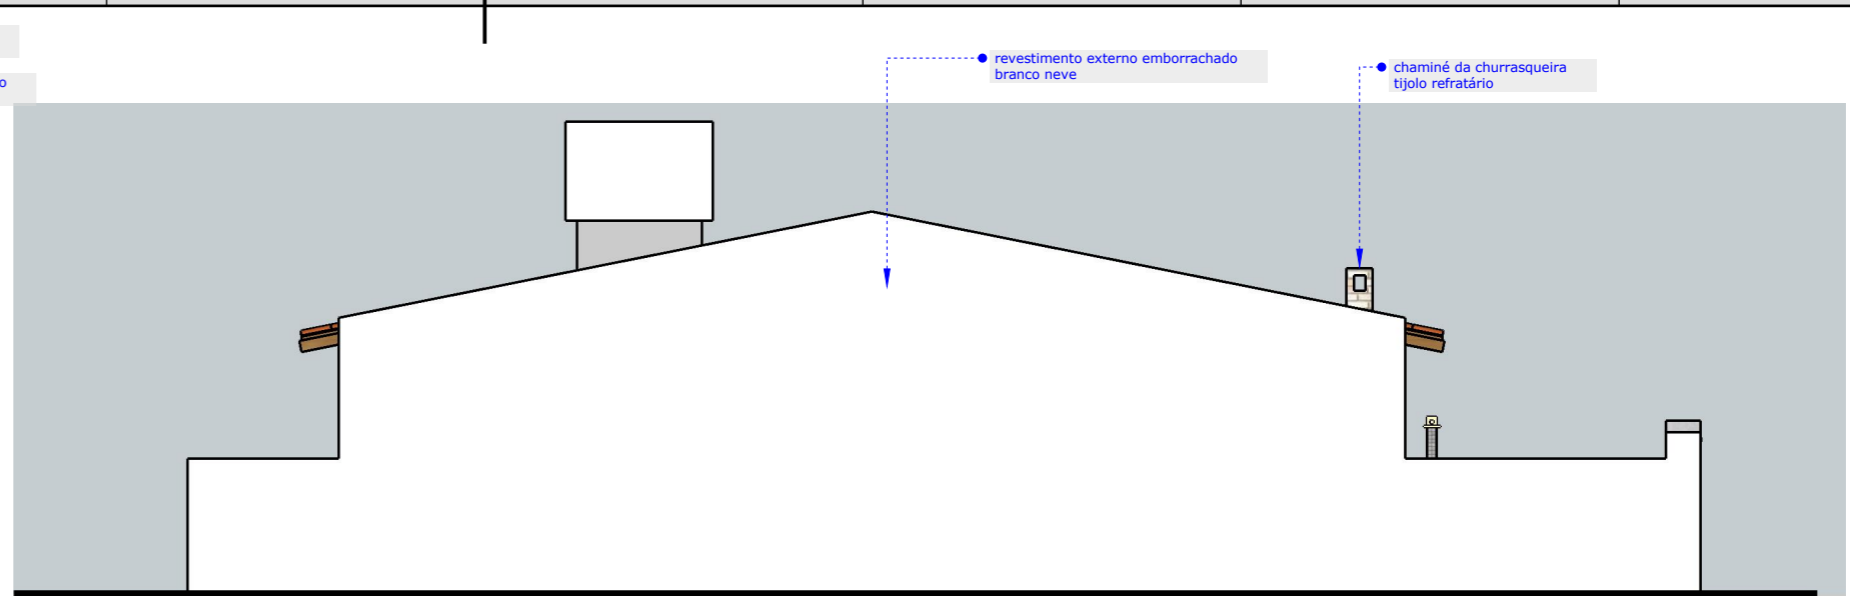 o
revestimento externo emborrachado
branco neve
chaminé da churrasqueira
tijolo refratário